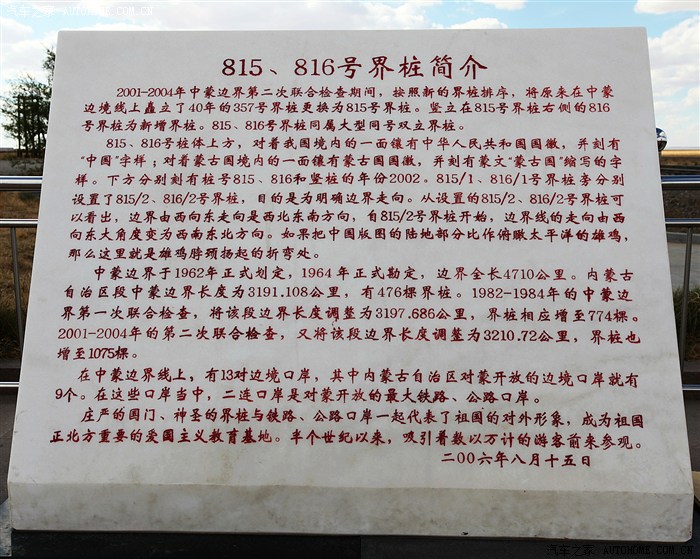 汽车之家 AUTOHOME.COM.CN
815、816号界桩简介
2001-2004年中蒙边界第二次联合检查期间，按照新的界桩排序，将原来在中蒙
边境线上矗立了40年的357号界桩更换为815号界桩。竖立在815号界桩右侧的816
号界桩为新增界桩。815、816号界桩同属大型同号双立界桩。
815、816号桩体上方，对着我国境内的一面镶有中华人民共和国国徽，并刻有
“中国”字样；对着蒙古国境内的一面镶有蒙古国国徽，并刻有蒙文“蒙古国”缩写的字
样。下方分别刻有桩号815、816和竖桩的年份2002。815/1、816/1号界桩旁分别
设置了815/2、816/2号界桩，目的是为明确边界走向。从设置的815/2、816/2号界桩可
以看出，边界由西向东走向是西北东南方向，自815/2号界桩开始，边界线的走向由西
向东大角度变为西南东北方向。如果把中国版图的陆地部分比作俯瞰太平洋的雄鸡，
那么这里就是雄鸡脖颈扬起的折弯处。
中蒙边界于1962年正式划定，1964年正式勘定，边界全长4710公里。内蒙古
自治区段中蒙边界长度为3191.108公里，有476棵界桩。1982-1984年的中蒙边
界第一次联合检查，将该段边界长度调整为3197.686公里，界桩相应增至774棵。
2001-2004年的第二次联合检查，又将该段边界长度调整为3210.72公里，界桩也
增至1075棵。
在中蒙边界线上，有13对边境口岸，其中内蒙古自治区对蒙开放的边境口岸就有
9个。在这些口岸当中，二连口岸是对蒙开放的最大铁路、公路口岸。
庄严的国门、神圣的界桩与铁路、公路口岸一起代表了祖国的对外形象，成为祖国
正北方重要的爱国主义教育基地。半个世纪以来，吸引着数以万计的游客前来参观。
二00六年八月十五日
汽车之家 AUTOHOME.COM.CN